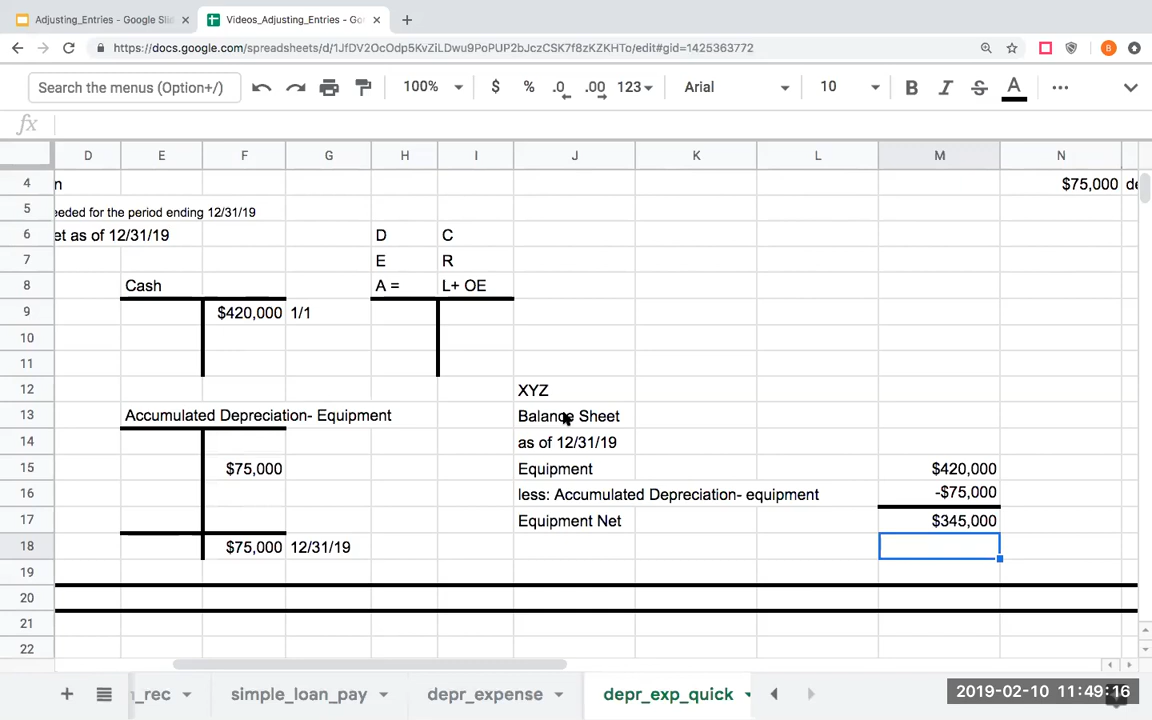 Adjusting_Entries - Google Slid
Videos_Adjusting_Entries - Go
https://docs.google.com/spreadsheets/d/1JfDV2OcOdp5KvZiLDwu9PoPUP2bJczCSK7f8zKZKHTo/edit#gid=1425363772
B
Search the menus (Option+/)
100%
$ % .0 .00 123
Arial
10
B I S A
fx
D E F G H I J K L M N
4 n $75,000 de
5 eeded for the period ending 12/31/19
6 et as of 12/31/19 D C
7 E R
8 Cash A = L+ OE
9 $420,000 1/1
10
11
12 XYZ
13 Accumulated Depreciation- Equipment Balance Sheet
14 as of 12/31/19
15 $75,000 Equipment $420,000
16 less: Accumulated Depreciation- equipment -$75,000
17 Equipment Net $345,000
18 $75,000 12/31/19
19
20
21
22
n_rec simple_loan_pay depr_expense depr_exp_quick
2019-02-10 11:49:16